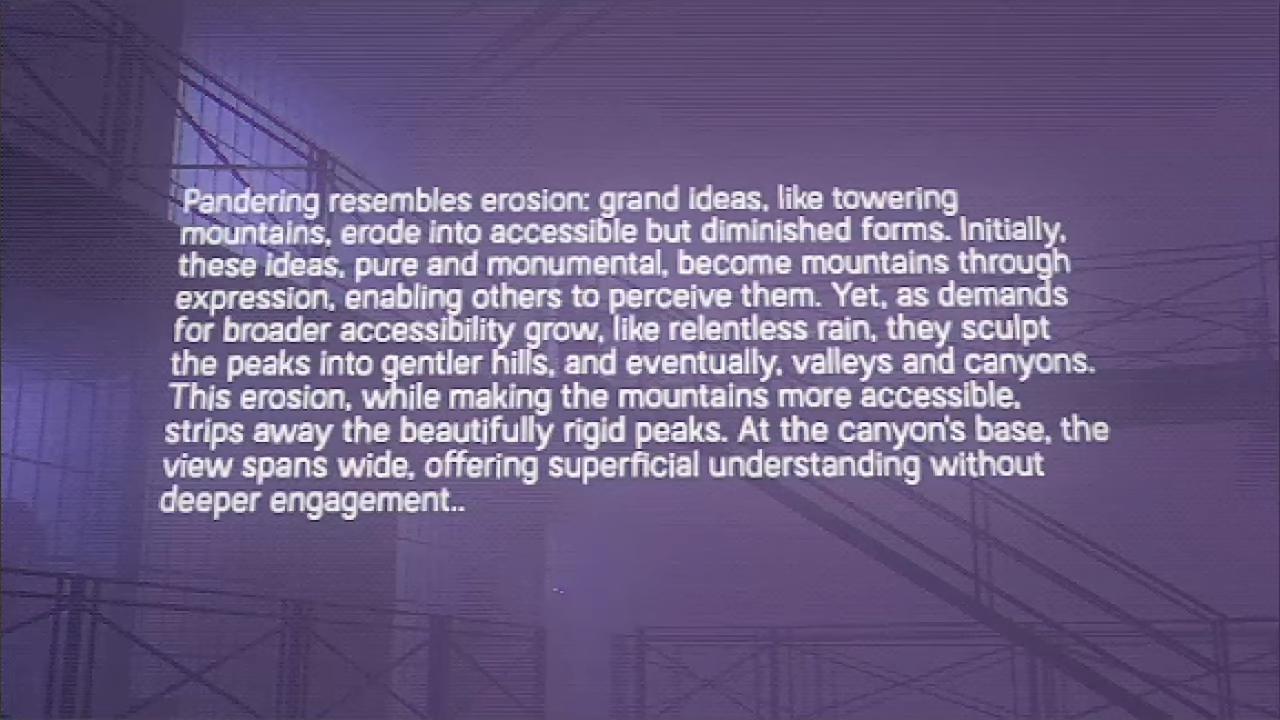 Pandering resembles erosion: grand ideas, like towering
mountains, erode into accessible but diminished forms. Initially,
these ideas, pure and monumental, become mountains through
expression, enabling others to perceive them. Yet, as demands
for broader accessibility grow, like relentless rain, they sculpt
the peaks into gentler hills, and eventually, valleys and canyons.
This erosion, while making the mountains more accessible,
strips away the beautifully rigid peaks. At the canyon's base, the
view spans wide, offering superficial understanding without
deeper engagement..